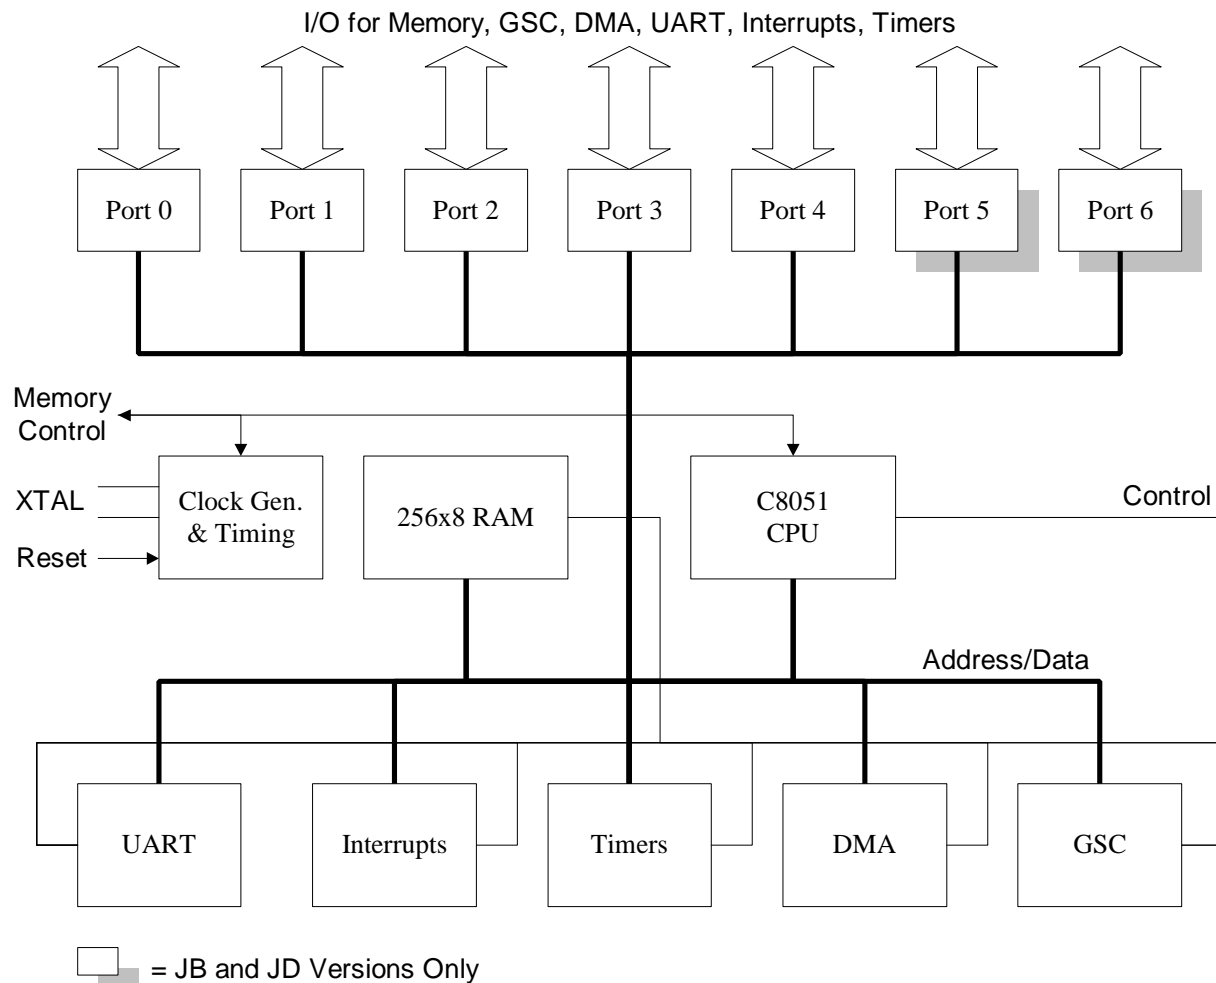 I/O for Memory, GSC, DMA, UART, Interrupts, Timers
Port 0
Port 1
Port 2
Port 3
Port 4
Port 5
Port 6
Memory
Control
XTAL
Reset
Clock Gen.
& Timing
256x8 RAM
C8051
CPU
Control
Address/Data
UART
Interrupts
Timers
DMA
GSC
= JB and JD Versions Only